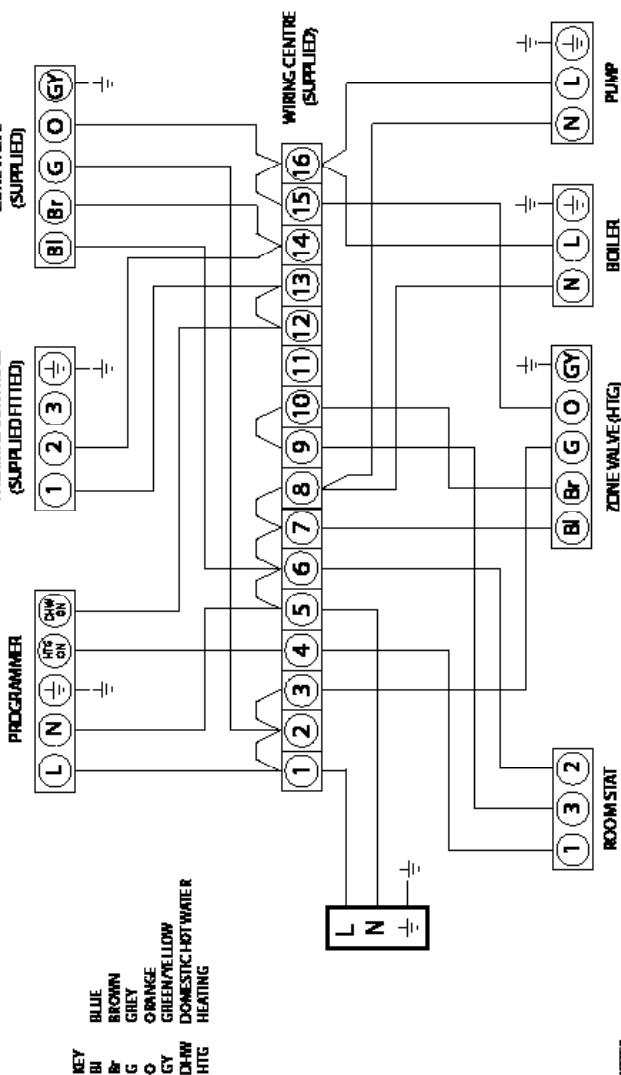 PROGRAMMER
(SUPPLIED FITTED)
(SUPPLIED)
L N HTG ON DHW ON
1 2 3
Bl Br G O GY
KEY
Bl BLUE
Br BROWN
G GREY
O ORANGE
GY GREEN/YELLOW
DHW DOMESTIC HOT WATER
HTG HEATING
WIRING CENTRE
(SUPPLIED)
1 2 3 4 5 6 7 8 9 10 11 12 13 14 15 16
L
N
1 3 2
Bl Br G O GY
N L
N L
ROOM STAT
ZONE VALVE (HTG)
BOILER
PUMP